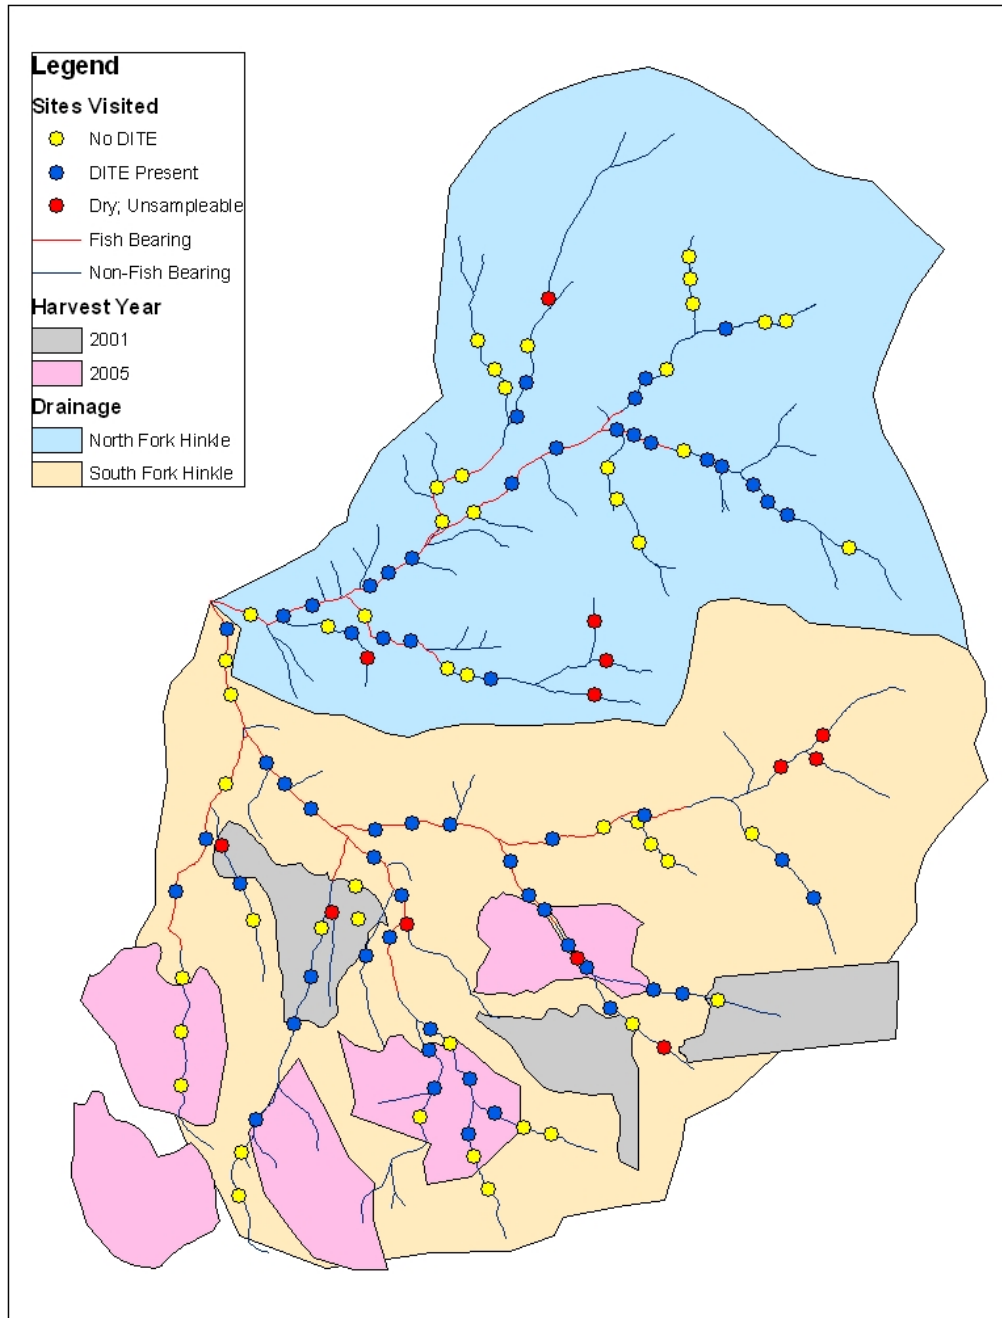 Legend
Sites Visited
No DITE
DITE Present
Dry; Unsampleable
Fish Bearing
Non-Fish Bearing
Harvest Year
2001
2005
Drainage
North Fork Hinkle
South Fork Hinkle